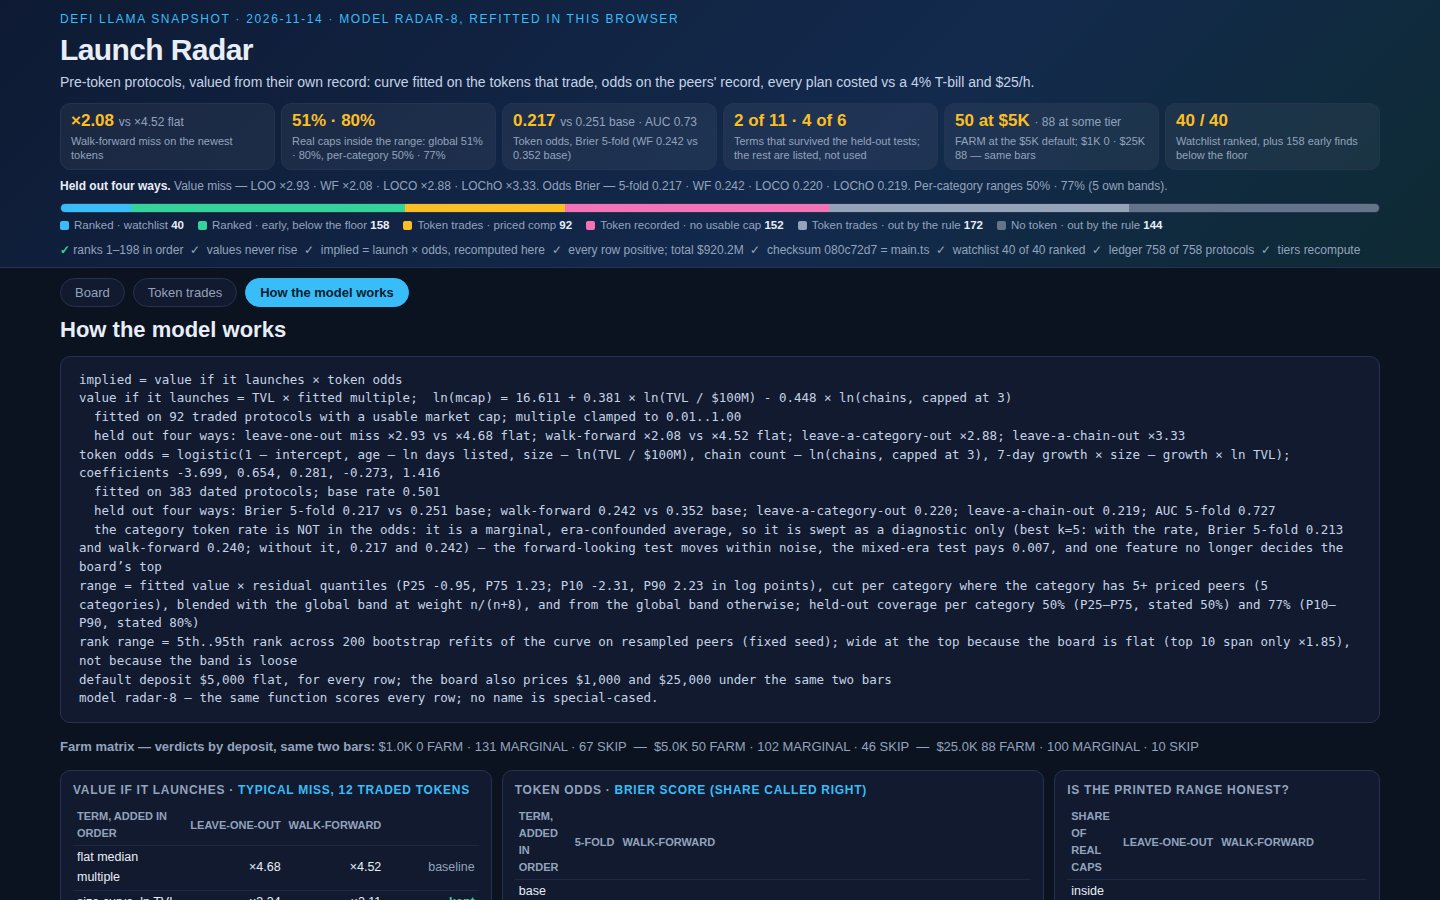 DEFI LLAMA SNAPSHOT · 2026-11-14 · MODEL RADAR-8, REFITTED IN THIS BROWSER
Launch Radar
Pre-token protocols, valued from their own record: curve fitted on the tokens that trade, odds on the peers' record, every plan costed vs a 4% T-bill and $25/h.
×2.08 vs ×4.52 flat
Walk-forward miss on the newest
tokens
51% · 80%
Real caps inside the range: global 51%
· 80%, per-category 50% · 77%
0.217 vs 0.251 base · AUC 0.73
Token odds, Brier 5-fold (WF 0.242 vs
0.352 base)
2 of 11 · 4 of 6
Terms that survived the held-out tests;
the rest are listed, not used
50 at $5K · 88 at some tier
FARM at the $5K default; $1K 0 · $25K
88 — same bars
40 / 40
Watchlist ranked, plus 158 early finds
below the floor
Held out four ways. Value miss — LOO ×2.93 · WF ×2.08 · LOCO ×2.88 · LOChO ×3.33. Odds Brier — 5-fold 0.217 · WF 0.242 · LOCO 0.220 · LOChO 0.219. Per-category ranges 50% · 77% (5 own bands).
Ranked · watchlist 40 Ranked · early, below the floor 158 Token trades · priced comp 92 Token recorded · no usable cap 152 Token trades · out by the rule 172 No token · out by the rule 144
✓ ranks 1–198 in order ✓ values never rise ✓ implied = launch × odds, recomputed here ✓ every row positive; total $920.2M ✓ checksum 080c72d7 = main.ts ✓ watchlist 40 of 40 ranked ✓ ledger 758 of 758 protocols ✓ tiers recompute
Board Token trades How the model works
How the model works
implied = value if it launches × token odds
value if it launches = TVL × fitted multiple; ln(mcap) = 16.611 + 0.381 × ln(TVL / $100M) - 0.448 × ln(chains, capped at 3)
fitted on 92 traded protocols with a usable market cap; multiple clamped to 0.01..1.00
held out four ways: leave-one-out miss ×2.93 vs ×4.68 flat; walk-forward ×2.08 vs ×4.52 flat; leave-a-category-out ×2.88; leave-a-chain-out ×3.33
token odds = logistic(1 — intercept, age — ln days listed, size — ln(TVL / $100M), chain count — ln(chains, capped at 3), 7-day growth × size — growth × ln TVL);
coefficients -3.699, 0.654, 0.281, -0.273, 1.416
fitted on 383 dated protocols; base rate 0.501
held out four ways: Brier 5-fold 0.217 vs 0.251 base; walk-forward 0.242 vs 0.352 base; leave-a-category-out 0.220; leave-a-chain-out 0.219; AUC 5-fold 0.727
the category token rate is NOT in the odds: it is a marginal, era-confounded average, so it is swept as a diagnostic only (best k=5: with the rate, Brier 5-fold 0.213
and walk-forward 0.240; without it, 0.217 and 0.242) — the forward-looking test moves within noise, the mixed-era test pays 0.007, and one feature no longer decides the
board’s top
range = fitted value × residual quantiles (P25 -0.95, P75 1.23; P10 -2.31, P90 2.23 in log points), cut per category where the category has 5+ priced peers (5
categories), blended with the global band at weight n/(n+8), and from the global band otherwise; held-out coverage per category 50% (P25–P75, stated 50%) and 77% (P10–
P90, stated 80%)
rank range = 5th..95th rank across 200 bootstrap refits of the curve on resampled peers (fixed seed); wide at the top because the board is flat (top 10 span only ×1.85),
not because the band is loose
default deposit $5,000 flat, for every row; the board also prices $1,000 and $25,000 under the same two bars
model radar-8 — the same function scores every row; no name is special-cased.
Farm matrix — verdicts by deposit, same two bars: $1.0K 0 FARM · 131 MARGINAL · 67 SKIP — $5.0K 50 FARM · 102 MARGINAL · 46 SKIP — $25.0K 88 FARM · 100 MARGINAL · 10 SKIP
VALUE IF IT LAUNCHES · TYPICAL MISS, 12 TRADED TOKENS
TERM, ADDED IN
ORDER
LEAVE-ONE-OUT WALK-FORWARD
flat median
multiple
×4.68 ×4.52 baseline
TOKEN ODDS · BRIER SCORE (SHARE CALLED RIGHT)
TERM,
ADDED
IN
ORDER
5-FOLD WALK-FORWARD
base
IS THE PRINTED RANGE HONEST?
SHARE
OF
REAL
CAPS
LEAVE-ONE-OUT WALK-FORWARD
inside